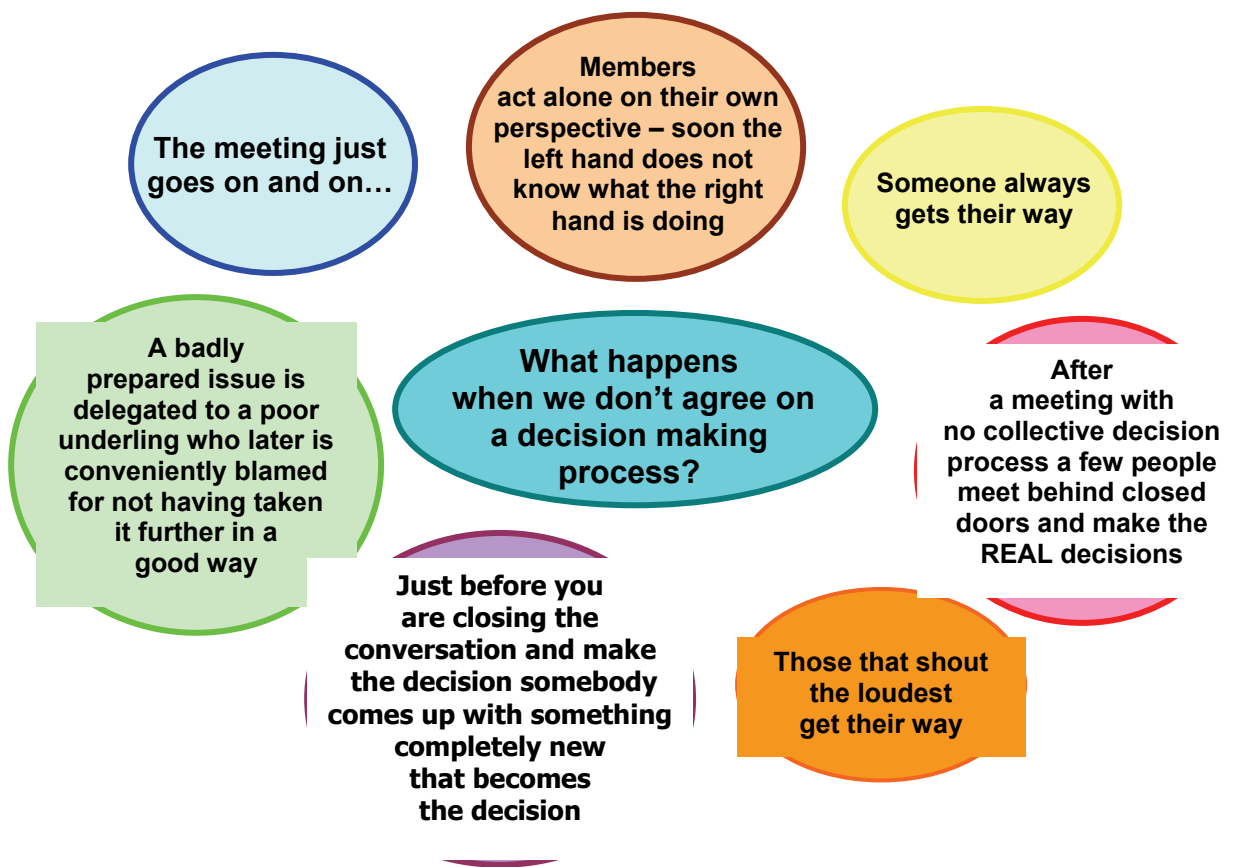 The meeting just
goes on and on…
Members
act alone on their own
perspective – soon the
left hand does not
know what the right
hand is doing
Someone always
gets their way
A badly
prepared issue is
delegated to a poor
underling who later is
conveniently blamed
for not having taken
it further in a
good way
What happens
when we don’t agree on
a decision making
process?
After
a meeting with
no collective decision
process a few people
meet behind closed
doors and make the
REAL decisions
Just before you
are closing the
conversation and make
the decision somebody
comes up with something
completely new
that becomes
the decision
Those that shout
the loudest
get their way